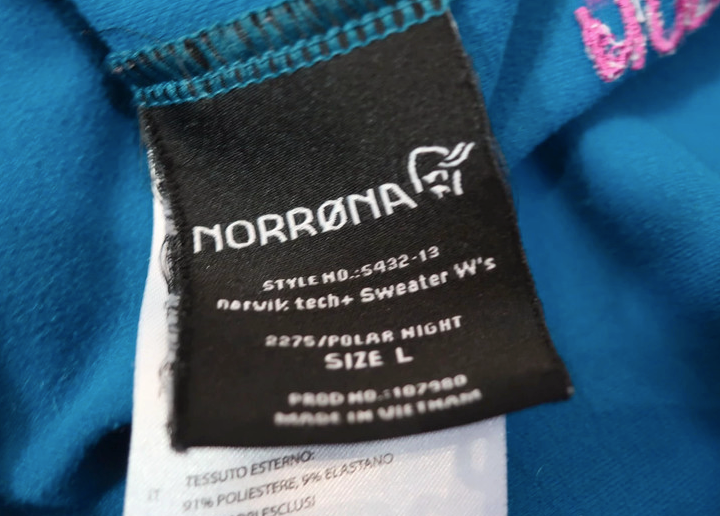 NORRØNA
STYLE NO.:5432-13
narvik tech+ Sweater W's
2275/POLAR NIGHT
SIZE L
PROD NO.:107980
MADE IN VIETNAM
IT TESSUTO ESTERNO:
91% POLIESTERE, 9% ELASTANO